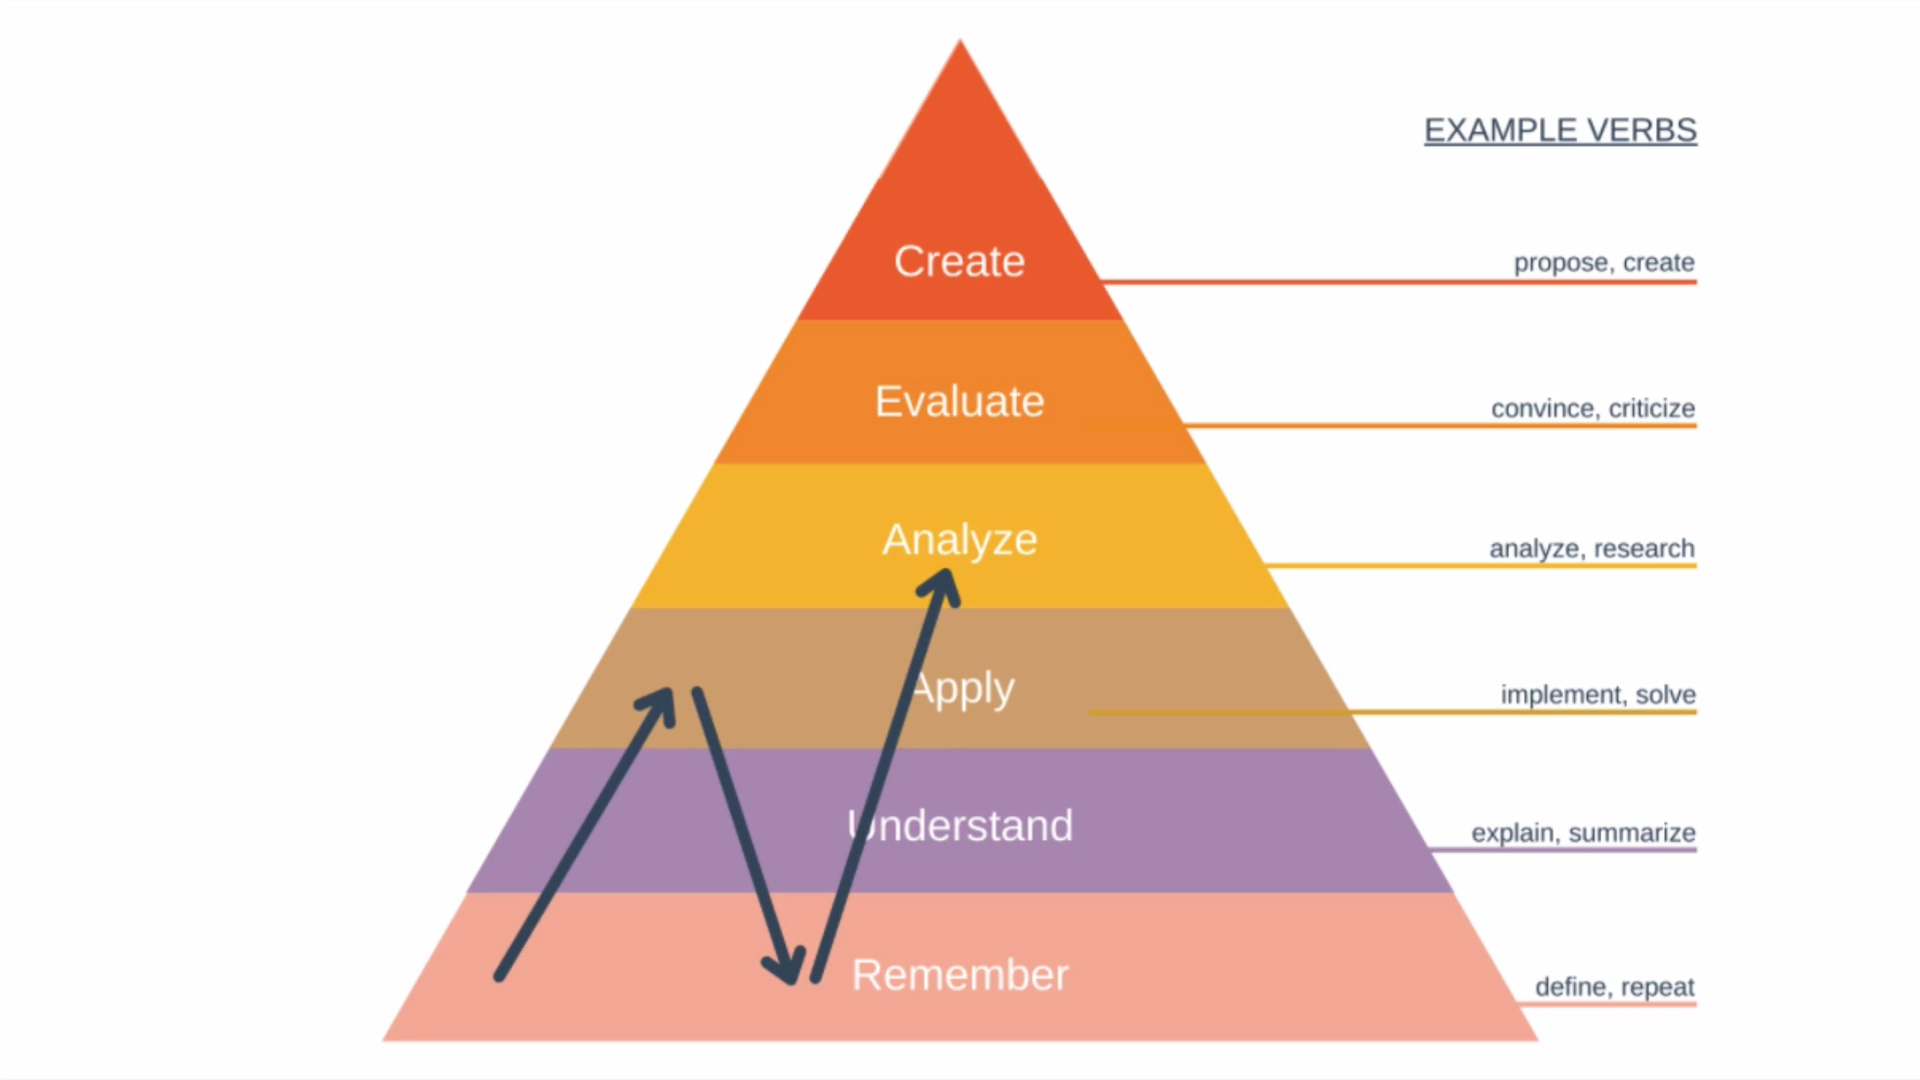 EXAMPLE VERBS
Create
propose, create
Evaluate
convince, criticize
Analyze
analyze, research
Apply
implement, solve
Understand
explain, summarize
Remember
define, repeat